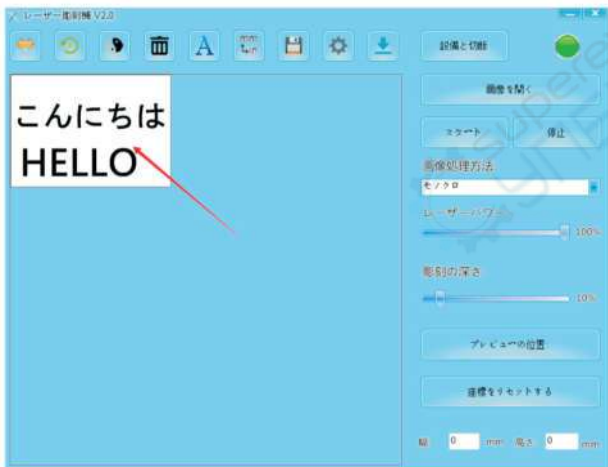 レーザー彫刻機 V2.0
設備と切断
画像を開く
スタート 停止
画像処理方法
モノクロ
レーザーパワー
100%
彫刻の深さ
10%
プレビューの位置
座標をリセットする
幅 0 mm 高さ 0 mm
こんにちは
HELLO